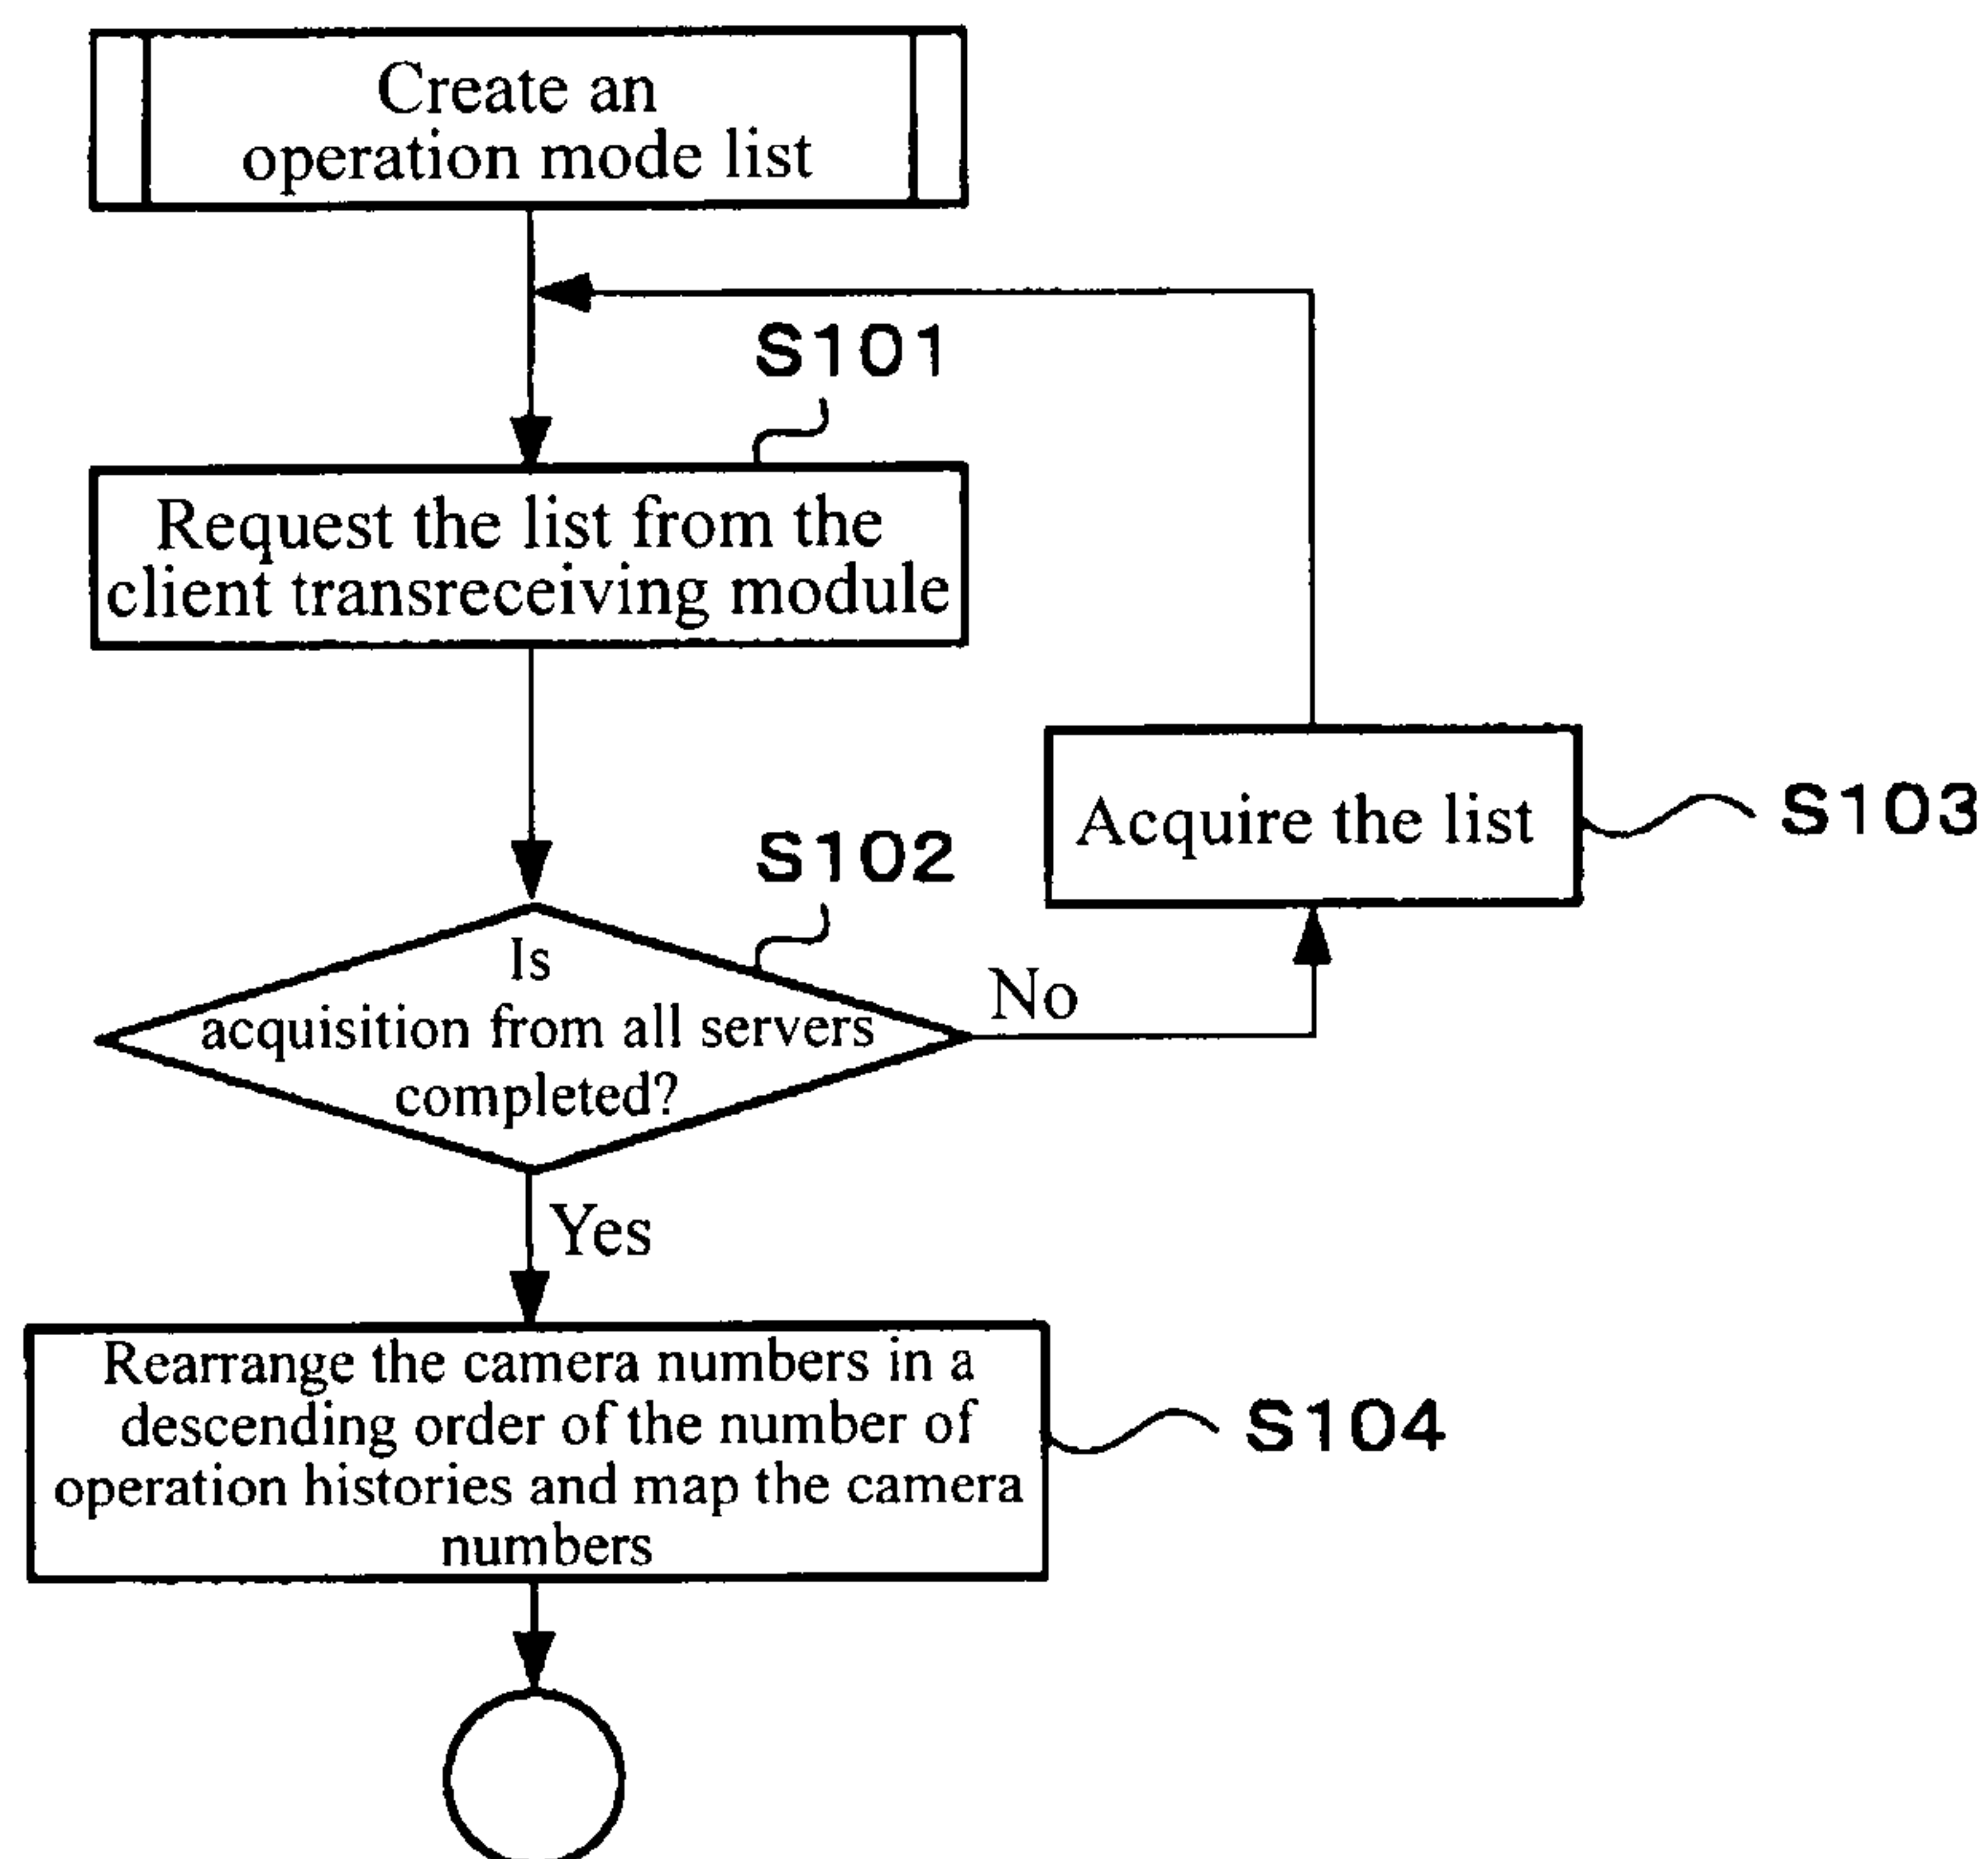 Create an
operation mode list
S101
Request the list from the
client transreceiving module
Acquire the list
S103
S102
Is
acquisition from all servers
completed?
No
Yes
Rearrange the camera numbers in a
descending order of the number of
operation histories and map the camera
numbers
S104